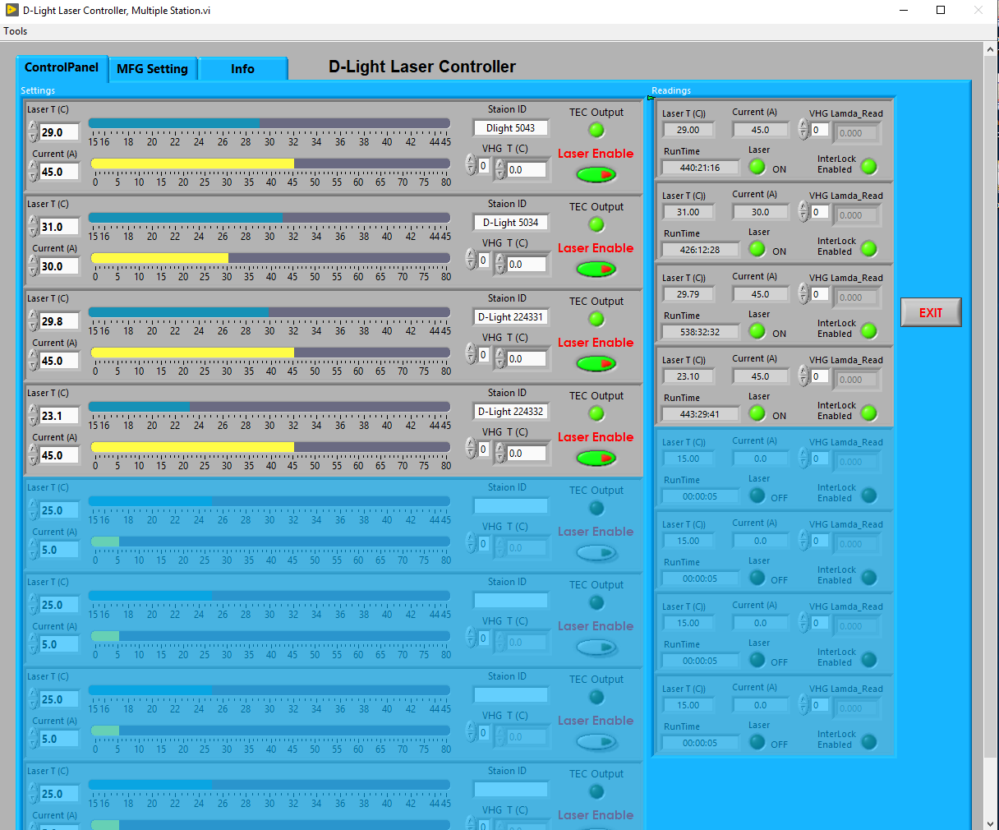 D-Light Laser Controller, Multiple Station.vi
Tools
ControlPanel MFG Setting Info D-Light Laser Controller
Settings
Laser T (C) Staion ID TEC Output
29.0 Dlight 5043
15 16 18 20 22 24 26 28 30 32 34 36 38 40 42 44 45
Current (A) VHG T (C) Laser Enable
45.0 0 0.0
0 5 10 15 20 25 30 35 40 45 50 55 60 65 70 75 80
Laser T (C) Staion ID TEC Output
31.0 D-Light 5034
15 16 18 20 22 24 26 28 30 32 34 36 38 40 42 44 45
Current (A) VHG T (C) Laser Enable
30.0 0 0.0
0 5 10 15 20 25 30 35 40 45 50 55 60 65 70 75 80
Laser T (C) Staion ID TEC Output
29.8 D-Light 224331
15 16 18 20 22 24 26 28 30 32 34 36 38 40 42 44 45
Current (A) VHG T (C) Laser Enable
45.0 0 0.0
0 5 10 15 20 25 30 35 40 45 50 55 60 65 70 75 80
Laser T (C) Staion ID TEC Output
23.1 D-Light 224332
15 16 18 20 22 24 26 28 30 32 34 36 38 40 42 44 45
Current (A) VHG T (C) Laser Enable
45.0 0 0.0
0 5 10 15 20 25 30 35 40 45 50 55 60 65 70 75 80
Laser T (C) Staion ID TEC Output
25.0
15 16 18 20 22 24 26 28 30 32 34 36 38 40 42 44 45
Current (A) VHG T (C) Laser Enable
5.0 0 0.0
0 5 10 15 20 25 30 35 40 45 50 55 60 65 70 75 80
Laser T (C) Staion ID TEC Output
25.0
15 16 18 20 22 24 26 28 30 32 34 36 38 40 42 44 45
Current (A) VHG T (C) Laser Enable
5.0 0 0.0
0 5 10 15 20 25 30 35 40 45 50 55 60 65 70 75 80
Laser T (C) Staion ID TEC Output
25.0
15 16 18 20 22 24 26 28 30 32 34 36 38 40 42 44 45
Current (A) VHG T (C) Laser Enable
5.0 0 0.0
0 5 10 15 20 25 30 35 40 45 50 55 60 65 70 75 80
Laser T (C) Staion ID TEC Output
25.0
15 16 18 20 22 24 26 28 30 32 34 36 38 40 42 44 45
Current (A) VHG T (C) Laser Enable
Readings
Laser T (C)) Current (A) VHG Lamda_Read
29.00 45.0 0 0.000
RunTime Laser InterLock
440:21:16 ON Enabled
Laser T (C)) Current (A) VHG Lamda_Read
31.00 30.0 0 0.000
RunTime Laser InterLock
426:12:28 ON Enabled
Laser T (C)) Current (A) VHG Lamda_Read
29.79 45.0 0 0.000
RunTime Laser InterLock
538:32:32 ON Enabled
Laser T (C)) Current (A) VHG Lamda_Read
23.10 45.0 0 0.000
RunTime Laser InterLock
443:29:41 ON Enabled
Laser T (C)) Current (A) VHG Lamda_Read
15.00 0.0 0 0.000
RunTime Laser InterLock
00:00:05 OFF Enabled
Laser T (C)) Current (A) VHG Lamda_Read
15.00 0.0 0 0.000
RunTime Laser InterLock
00:00:05 OFF Enabled
Laser T (C)) Current (A) VHG Lamda_Read
15.00 0.0 0 0.000
RunTime Laser InterLock
00:00:05 OFF Enabled
Laser T (C)) Current (A) VHG Lamda_Read
15.00 0.0 0 0.000
RunTime Laser InterLock
00:00:05 OFF Enabled
EXIT